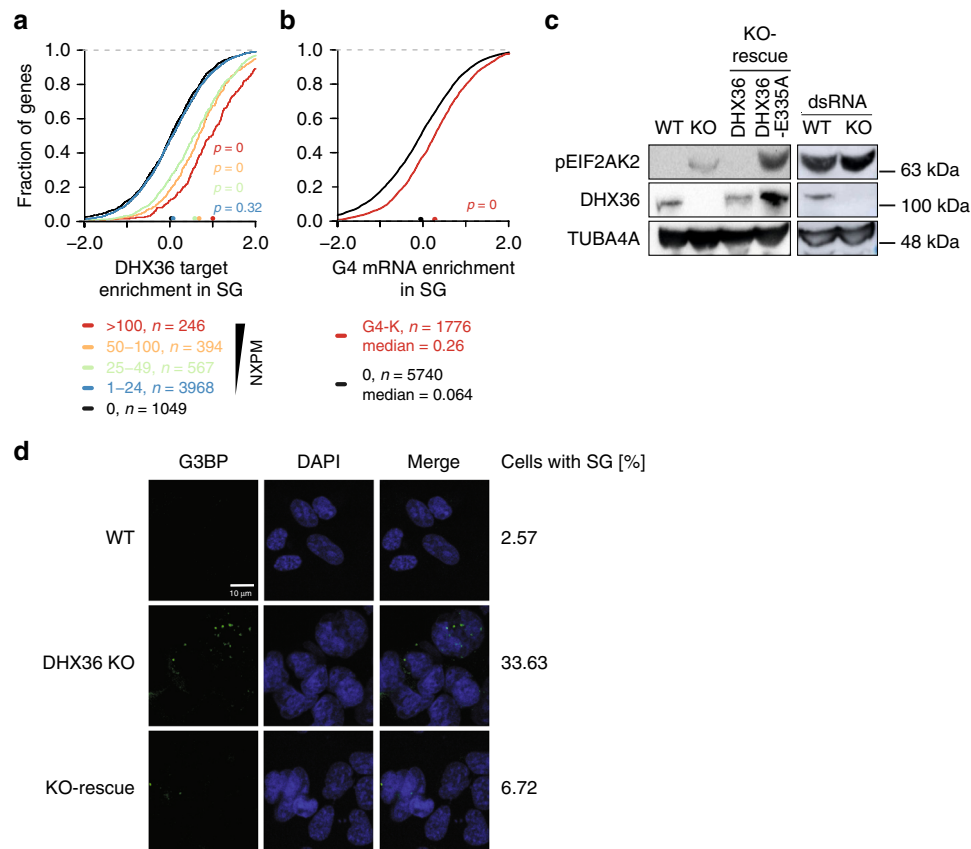 a
Fraction of genes
1.0
0.8
0.6
0.4
0.2
0.0
p = 0
p = 0
p = 0
p = 0.32
−2.0
0.0
2.0
DHX36 target
enrichment in SG
>100, n = 246
50−100, n = 394
25−49, n = 567
1−24, n = 3968
0, n = 1049
NXPM
b
1.0
0.8
0.6
0.4
0.2
0.0
p = 0
−2.0
0.0
2.0
G4 mRNA enrichment
in SG
G4-K, n = 1776
median = 0.26
0, n = 5740
median = 0.064
c
KO-
rescue
WT
KO
DHX36
DHX36
-E335A
dsRNA
WT
KO
pEIF2AK2
63 kDa
DHX36
100 kDa
TUBA4A
48 kDa
d
G3BP
DAPI
Merge
Cells with SG [%]
WT
10 µm
2.57
DHX36 KO
33.63
KO-rescue
6.72